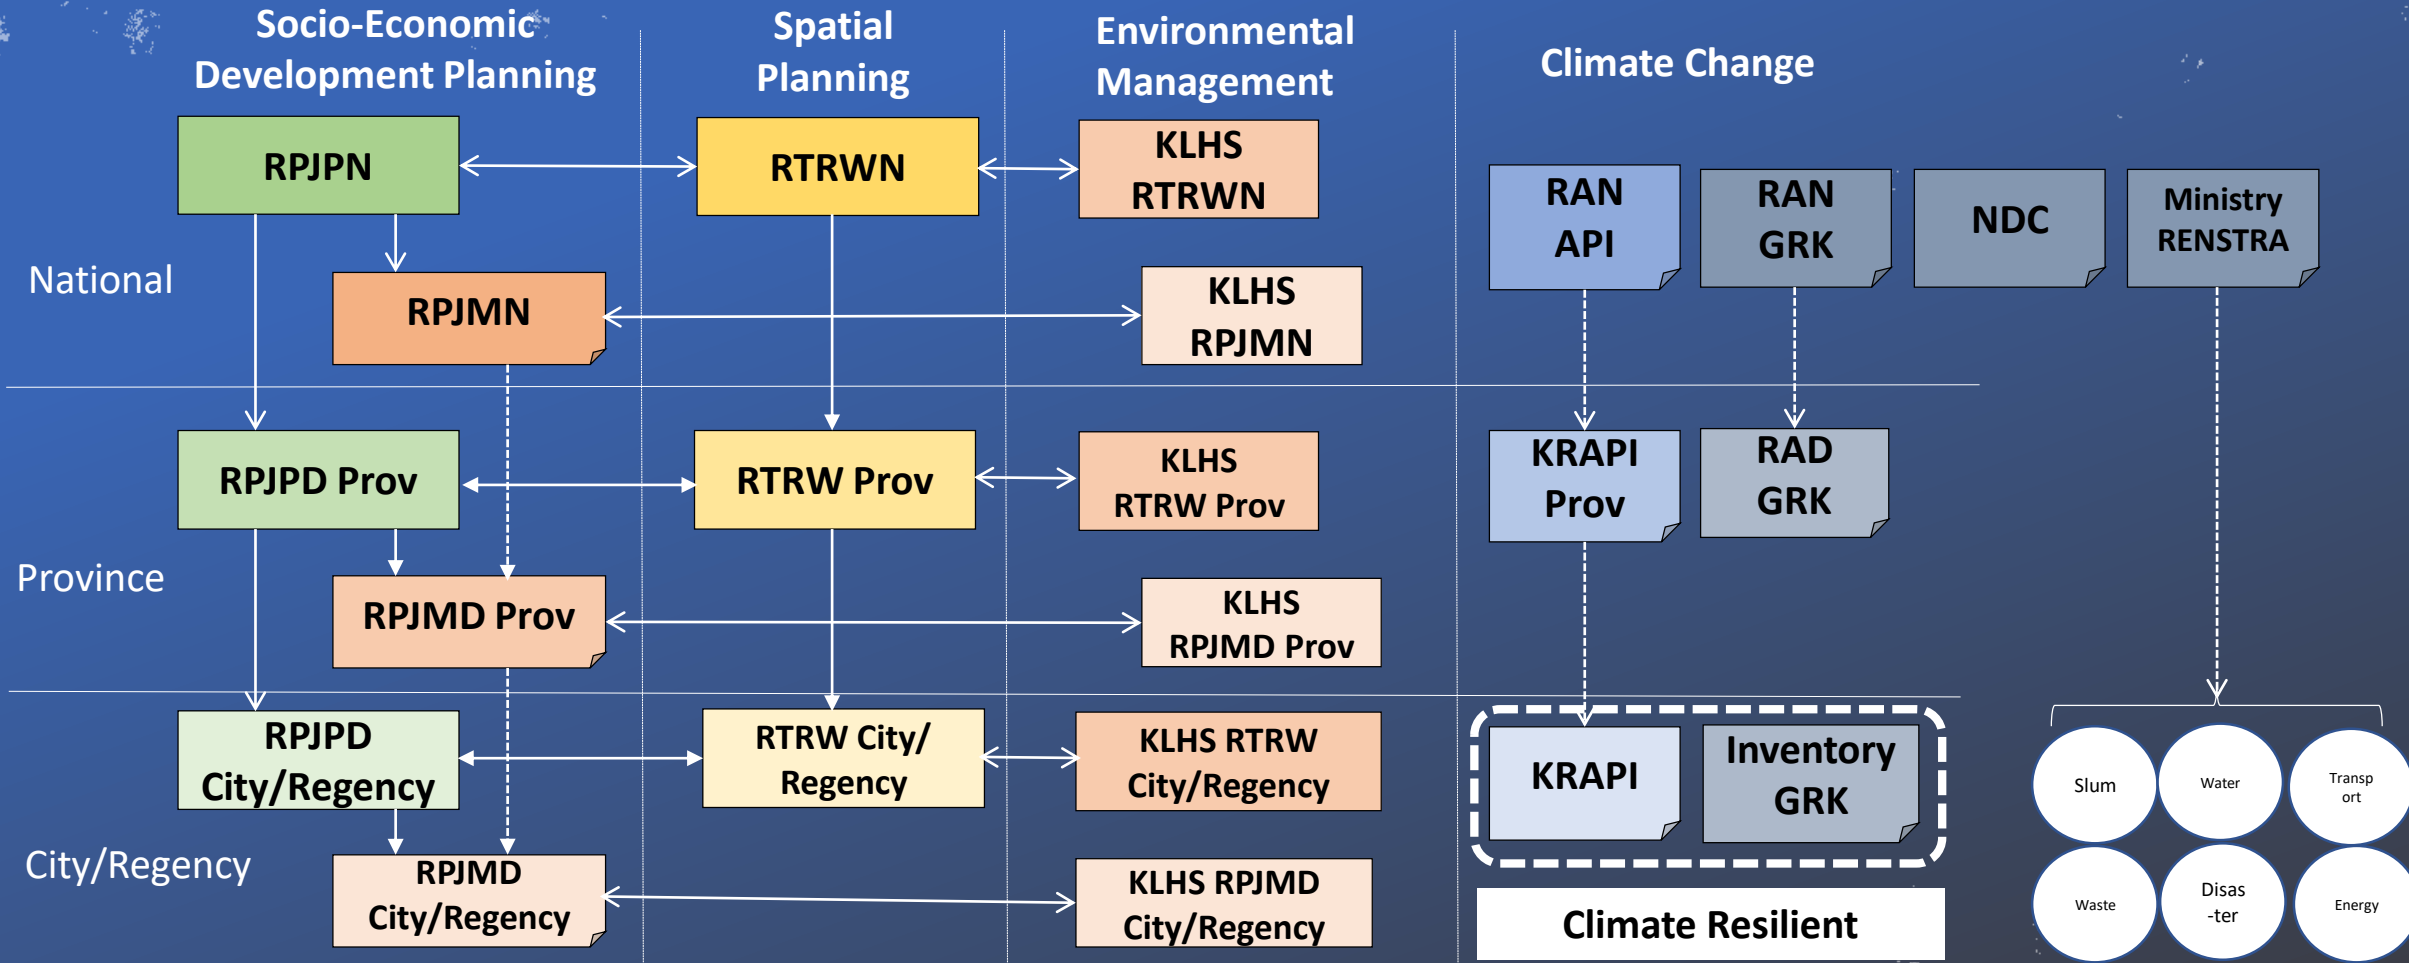 Socio-Economic
Development Planning
Spatial
Planning
Environmental
Management
Climate Change
National
RPJPN
RTRWN
KLHS
RTRWN
RAN
API
RAN
GRK
NDC
Ministry
RENSTRA
RPJMN
KLHS
RPJMN
Province
RPJPD Prov
RTRW Prov
KLHS
RTRW Prov
KRAPI
Prov
RAD
GRK
RPJMD Prov
KLHS
RPJMD Prov
City/Regency
RPJPD
City/Regency
RTRW City/
Regency
KLHS RTRW
City/Regency
KRAPI
Inventory
GRK
Slum
Water
Transp
ort
RPJMD
City/Regency
KLHS RPJMD
City/Regency
Climate Resilient
Waste
Disas
-ter
Energy